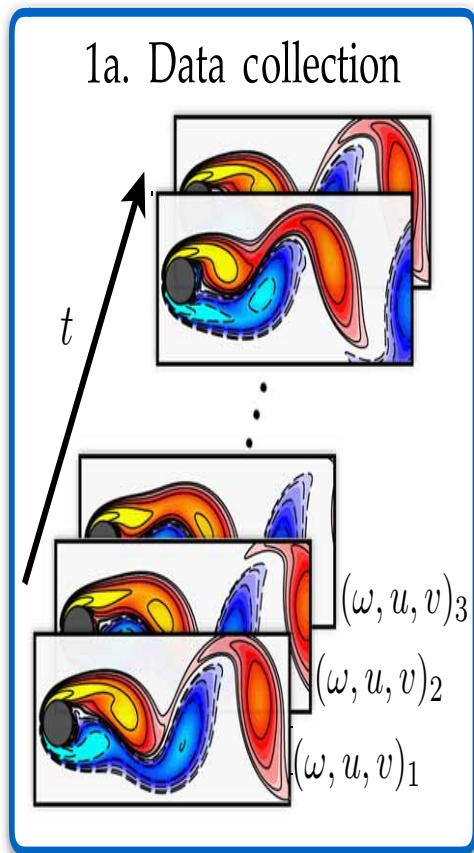 1a. Data collection
t
(ω, u, v)₃
(ω, u, v)₂
(ω, u, v)₁